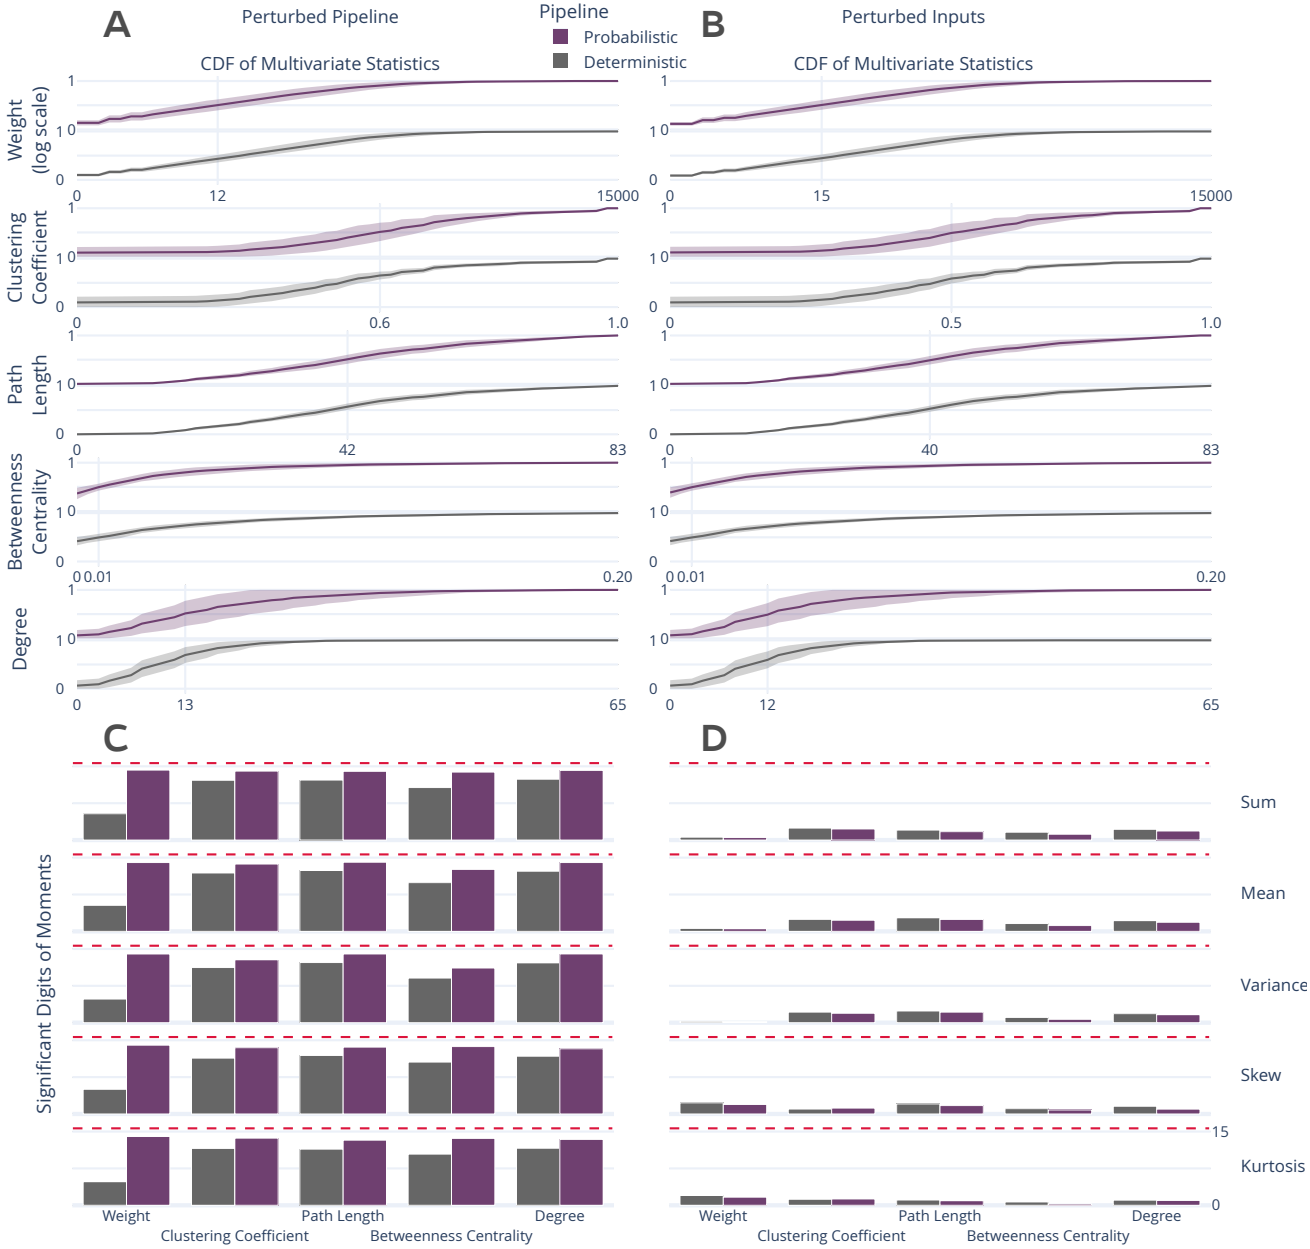 A
Perturbed Pipeline
Pipeline
Probabilistic
Deterministic
B
Perturbed Inputs
CDF of Multivariate Statistics
CDF of Multivariate Statistics
Weight
(log scale)
1
1 0
0
0
12
15000
1
1 0
0
0
15
15000
Clustering
Coefficient
1
1 0
0
0
0.6
1.0
1
1 0
0
0
0.5
1.0
Path
Length
1
1 0
0
0
42
83
1
1 0
0
0
40
83
Betweenness
Centrality
1
1 0
0
0 0.01
0.20
1
1 0
0
0 0.01
0.20
Degree
1
1 0
0
0
13
65
1
1 0
0
0
12
65
C
D
Significant Digits of Moments
Sum
Mean
Variance
Skew
15
Kurtosis
0
Weight
Clustering Coefficient
Path Length
Betweenness Centrality
Degree
Weight
Clustering Coefficient
Path Length
Betweenness Centrality
Degree